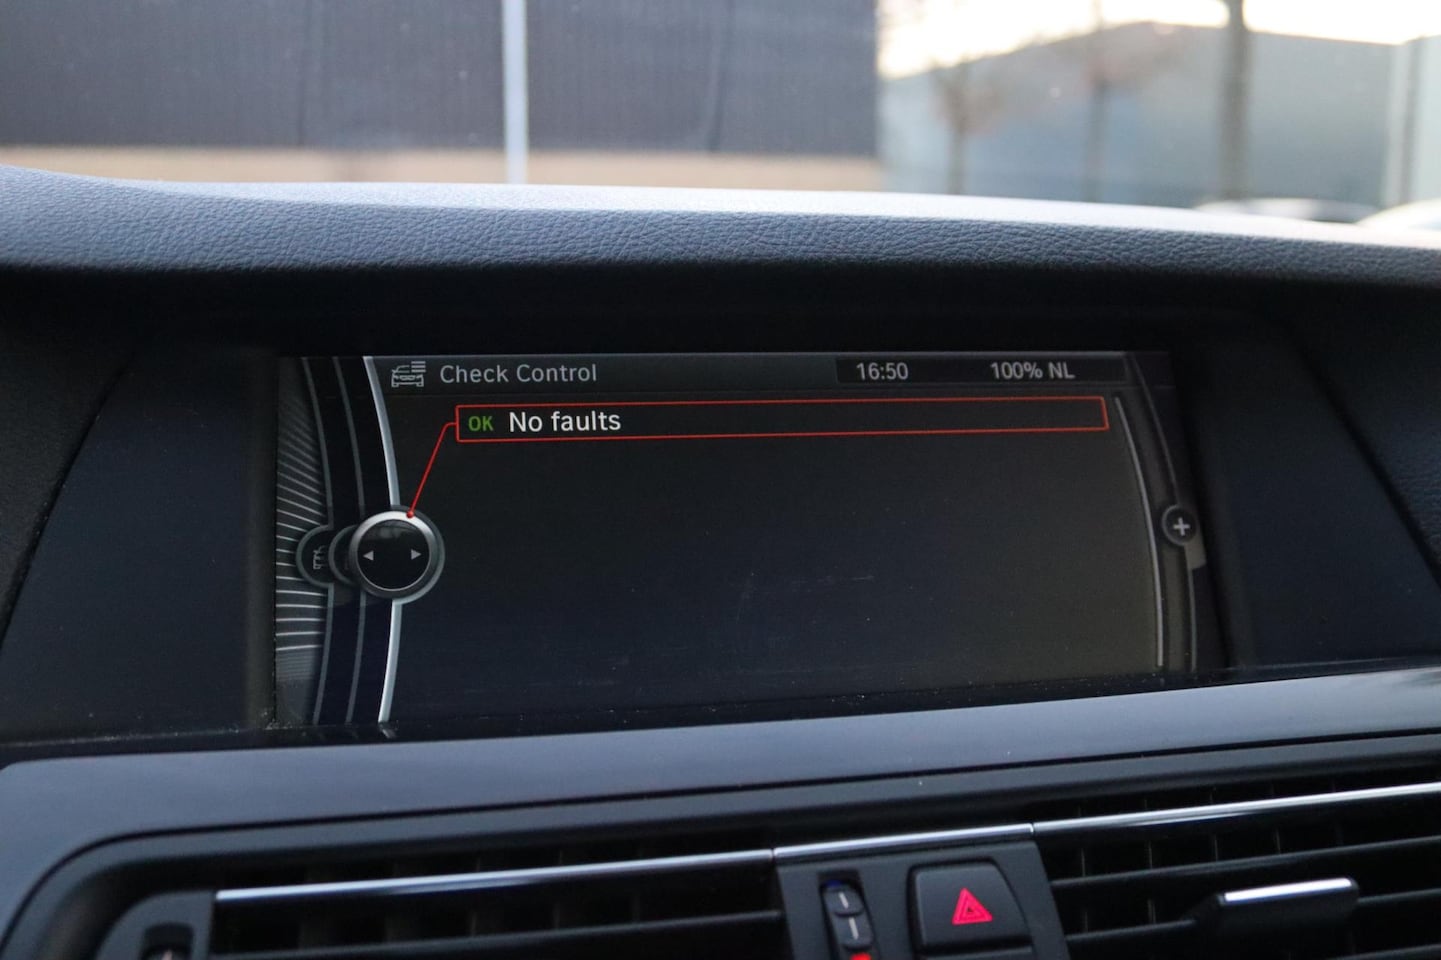 Check Control 16:50 100% NL
OK No faults